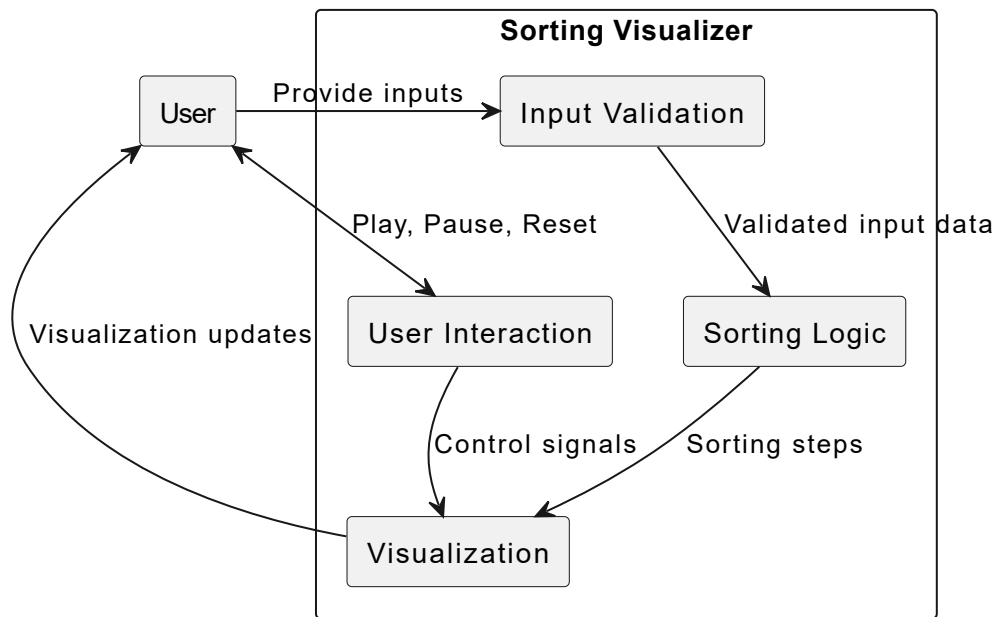 Sorting Visualizer
User
Provide inputs
Input Validation
Play, Pause, Reset
Validated input data
User Interaction
Sorting Logic
Visualization updates
Control signals
Sorting steps
Visualization